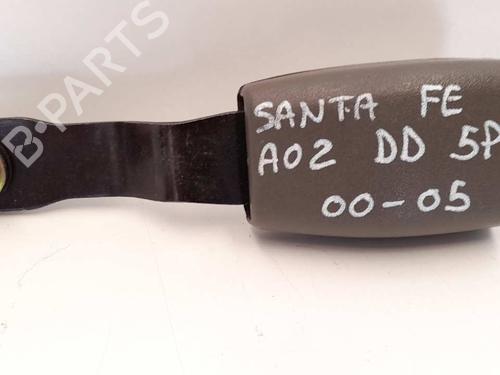 B-PARTS
SANTA FE
A02 DD 5P
00-05